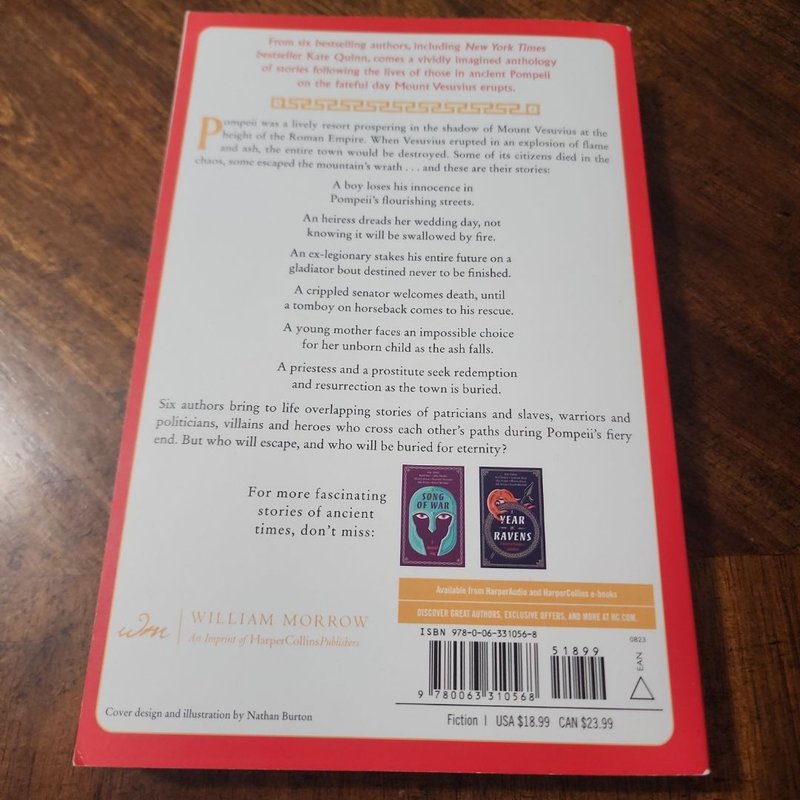 From six bestselling authors, including New York Times
bestseller Kate Quinn, comes a vividly imagined anthology
of stories following the lives of those in ancient Pompeii
on the fateful day Mount Vesuvius erupts.
Pompeii was a lively resort prospering in the shadow of Mount Vesuvius at the
height of the Roman Empire. When Vesuvius erupted in an explosion of flame
and ash, the entire town would be destroyed. Some of its citizens died in the
chaos, some escaped the mountain's wrath . . . and these are their stories:
A boy loses his innocence in
Pompeii's flourishing streets.
An heiress dreads her wedding day, not
knowing it will be swallowed by fire.
An ex-legionary stakes his entire future on a
gladiator bout destined never to be finished.
A crippled senator welcomes death, until
a tomboy on horseback comes to his rescue.
A young mother faces an impossible choice
for her unborn child as the ash falls.
A priestess and a prostitute seek redemption
and resurrection as the town is buried.
Six authors bring to life overlapping stories of patricians and slaves, warriors and
politicians, villains and heroes who cross each other's paths during Pompeii's fiery
end. But who will escape, and who will be buried for eternity?
For more fascinating
stories of ancient
times, don't miss:
SONG
OF WAR
YEAR
RAVENS
Available from HarperAudio and HarperCollins e-books
DISCOVER GREAT AUTHORS, EXCLUSIVE OFFERS, AND MORE AT HC.COM.
wm
WILLIAM MORROW
An Imprint of HarperCollinsPublishers
ISBN 978-0-06-331056-8
51899
9 780063 310568
0823
EAN
Cover design and illustration by Nathan Burton
Fiction | USA $18.99 CAN $23.99